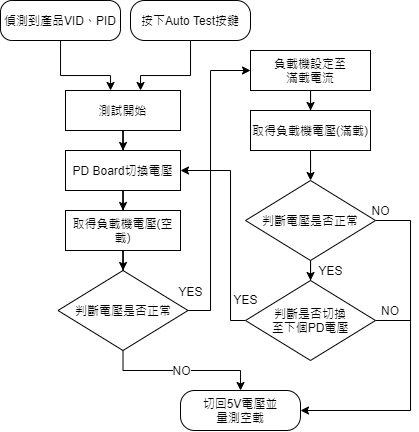 偵測到產品VID、PID
按下Auto Test按鍵
測試開始
PD Board切換電壓
取得負載機電壓(空
載)
判斷電壓是否正常
YES
NO
負載機設定至
滿載電流
取得負載機電壓(滿載)
判斷電壓是否正常
NO
YES
判斷是否切換
至下個PD電壓
YES
NO
切回5V電壓並
量測空載